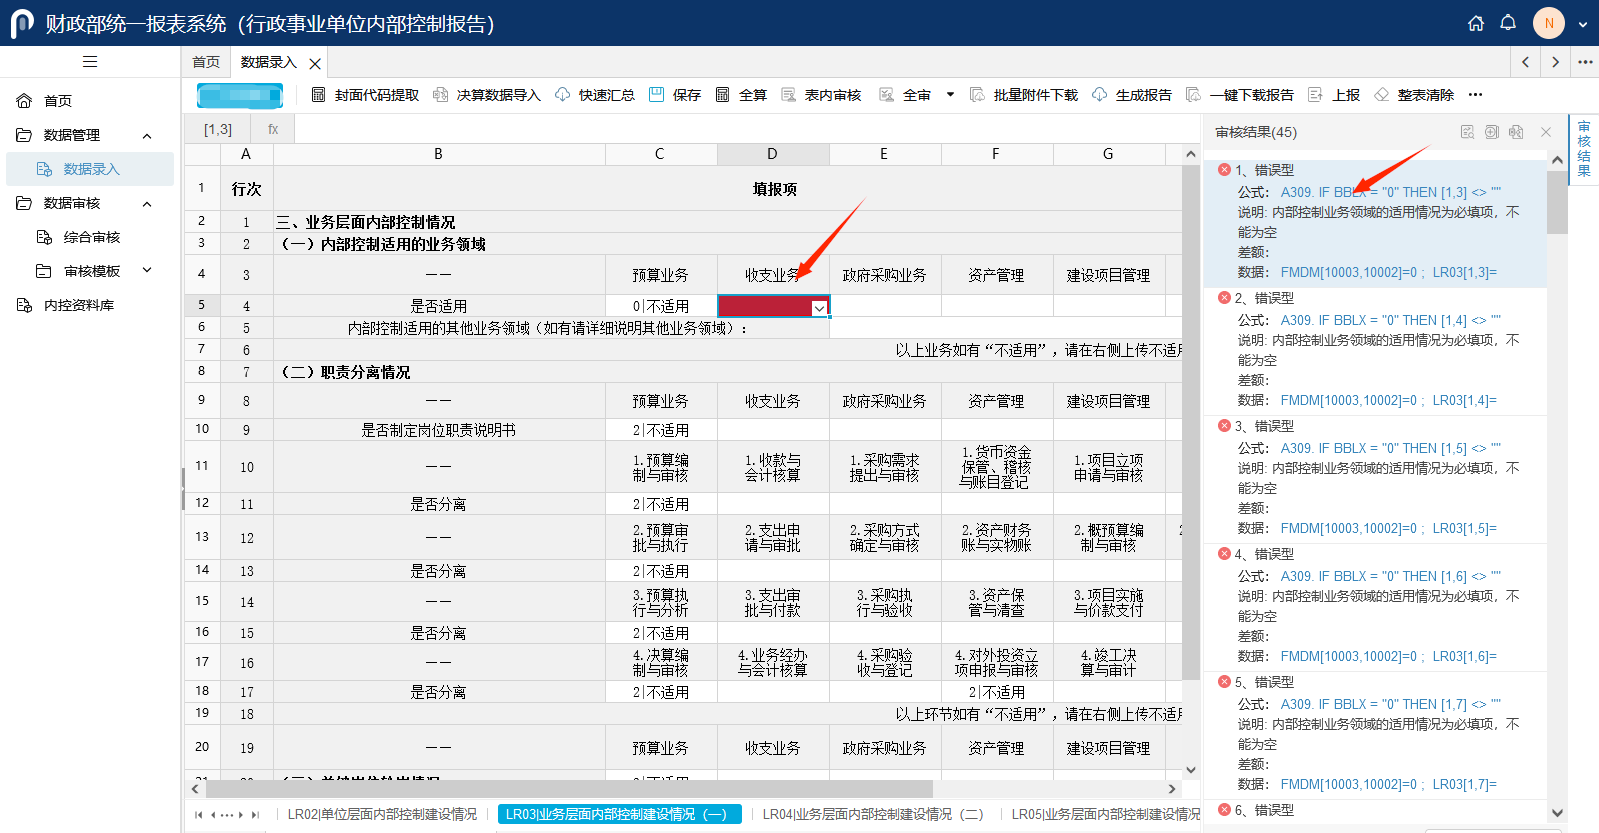 财政部统一报表系统（行政事业单位内部控制报告）
N
首页
数据管理
数据录入
数据审核
综合审核
审核模板
内控资料库
首页
数据录入
封面代码提取
决算数据导入
快速汇总
保存
全算
表内审核
全审
批量附件下载
生成报告
一键下载报告
上报
整表清除
[1,3]
fx
A B C D E F G
1 行次 填报项
2 1 三、业务层面内部控制情况
3 2 （一）内部控制适用的业务领域
4 3 —— 预算业务 收支业务 政府采购业务 资产管理 建设项目管理
5 4 是否适用 0|不适用
6 5 内部控制适用的其他业务领域（如有请详细说明其他业务领域）：
7 6 以上业务如有“不适用”，请在右侧上传不适用
8 7 （二）职责分离情况
9 8 —— 预算业务 收支业务 政府采购业务 资产管理 建设项目管理
10 9 是否制定岗位职责说明书 2|不适用
11 10 —— 1.预算编制与审核 1.收款与会计核算 1.采购需求提出与审核 1.货币资金保管、稽核与账目登记 1.项目立项申请与审核
12 11 是否分离 2|不适用
13 12 —— 2.预算审批与执行 2.支出申请与审批 2.采购方式确定与审核 2.资产财务账与实物账 2.概预算编制与审核
14 13 是否分离 2|不适用
15 14 —— 3.预算执行与分析 3.支出审批与付款 3.采购执行与验收 3.资产保管与清查 3.项目实施与价款支付
16 15 是否分离 2|不适用
17 16 —— 4.决算编制与审核 4.业务经办与会计核算 4.采购验收与登记 4.对外投资立项申报与审核 4.竣工决算与审计
18 17 是否分离 2|不适用 2|不适用
19 18 以上环节如有“不适用”，请在右侧上传不适用
20 19 —— 预算业务 收支业务 政府采购业务 资产管理 建设项目管理
LR02|单位层面内部控制建设情况
LR03|业务层面内部控制建设情况（一）
LR04|业务层面内部控制建设情况（二）
LR05|业务层面内部控制建设情况
审核结果(45)
1、错误型
公式： A309. IF BBLX = "0" THEN [1,3] <> ""
说明: 内部控制业务领域的适用情况为必填项，不
能为空
差额：
数据： FMDM[10003,10002]=0； LR03[1,3]=
2、错误型
公式： A309. IF BBLX = "0" THEN [1,4] <> ""
说明: 内部控制业务领域的适用情况为必填项，不
能为空
差额：
数据： FMDM[10003,10002]=0； LR03[1,4]=
3、错误型
公式： A309. IF BBLX = "0" THEN [1,5] <> ""
说明: 内部控制业务领域的适用情况为必填项，不
能为空
差额：
数据： FMDM[10003,10002]=0； LR03[1,5]=
4、错误型
公式： A309. IF BBLX = "0" THEN [1,6] <> ""
说明: 内部控制业务领域的适用情况为必填项，不
能为空
差额：
数据： FMDM[10003,10002]=0； LR03[1,6]=
5、错误型
公式： A309. IF BBLX = "0" THEN [1,7] <> ""
说明: 内部控制业务领域的适用情况为必填项，不
能为空
差额：
数据： FMDM[10003,10002]=0； LR03[1,7]=
6、错误型
审核结果